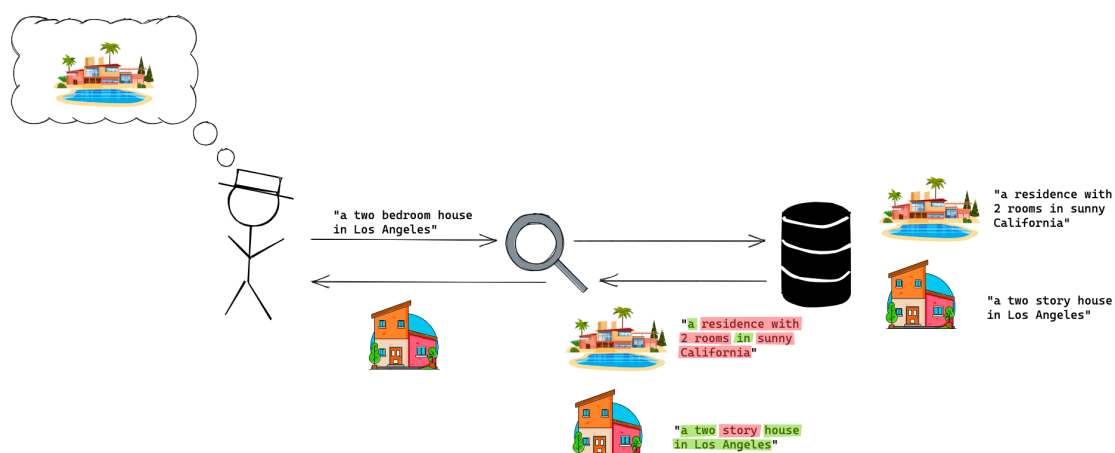 "a two bedroom house
in Los Angeles"
"a residence with
2 rooms in sunny
California"
"a two story house
in Los Angeles"
"a residence with
2 rooms in sunny
California"
"a two story house
in Los Angeles"